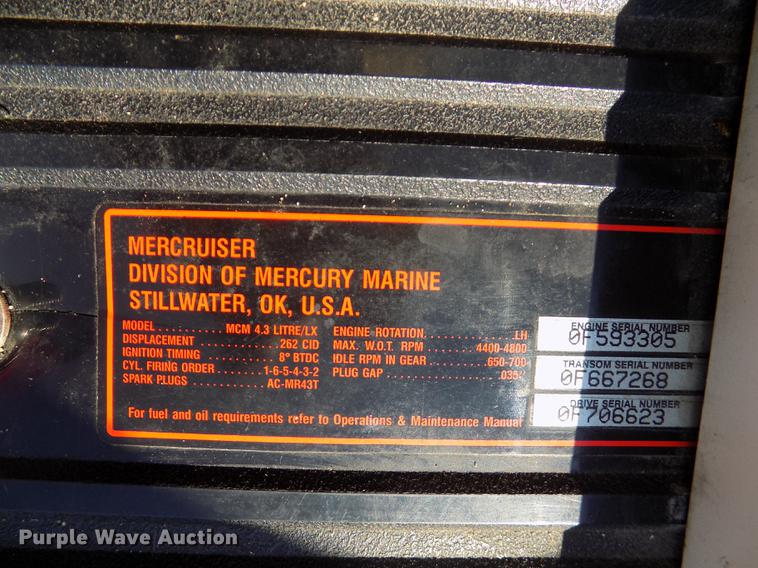 MERCRUISER
DIVISION OF MERCURY MARINE
STILLWATER, OK, U.S.A.
MODEL . . . . . . . . . . . MCM 4.3 LITRE/LX
DISPLACEMENT . . . . . . . . . . . . . 262 CID
IGNITION TIMING . . . . . . . . . . 8° BTDC
CYL. FIRING ORDER . . . . . . . 1-6-5-4-3-2
SPARK PLUGS . . . . . . . . . . . AC-MR43T
ENGINE ROTATION. . . . . . . . . . . . .LH
MAX. W.O.T. RPM . . . . . . . 4400-4800
IDLE RPM IN GEAR . . . . . . . . 650-700
PLUG GAP . . . . . . . . . . . . . . . . .035"
For fuel and oil requirements refer to Operations & Maintenance Manual
ENGINE SERIAL NUMBER
0F593305
TRANSOM SERIAL NUMBER
0F667268
DRIVE SERIAL NUMBER
0F706623
Purple Wave Auction